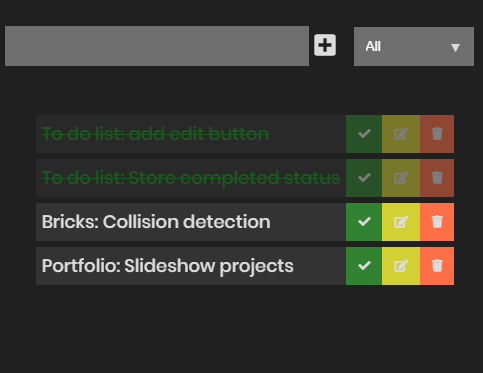 All
To do list: add edit button
To do list: Store completed status
Bricks: Collision detection
Portfolio: Slideshow projects